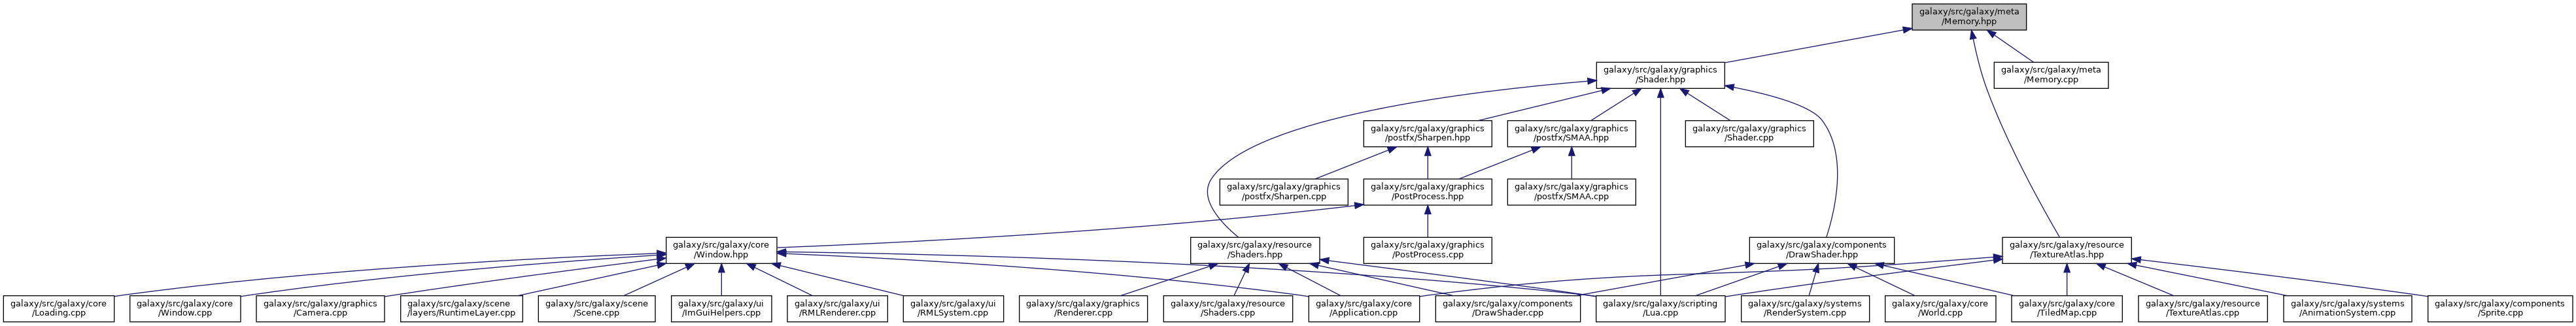 galaxy/src/galaxy/meta
/Memory.hpp
galaxy/src/galaxy/graphics
/Shader.hpp
galaxy/src/galaxy/meta
/Memory.cpp
galaxy/src/galaxy/graphics
/postfx/Sharpen.hpp
galaxy/src/galaxy/graphics
/postfx/SMAA.hpp
galaxy/src/galaxy/graphics
/Shader.cpp
galaxy/src/galaxy/graphics
/postfx/Sharpen.cpp
galaxy/src/galaxy/graphics
/PostProcess.hpp
galaxy/src/galaxy/graphics
/postfx/SMAA.cpp
galaxy/src/galaxy/core
/Window.hpp
galaxy/src/galaxy/resource
/Shaders.hpp
galaxy/src/galaxy/graphics
/PostProcess.cpp
galaxy/src/galaxy/components
/DrawShader.hpp
galaxy/src/galaxy/resource
/TextureAtlas.hpp
galaxy/src/galaxy/core
/Loading.cpp
galaxy/src/galaxy/core
/Window.cpp
galaxy/src/galaxy/graphics
/Camera.cpp
galaxy/src/galaxy/scene
/layers/RuntimeLayer.cpp
galaxy/src/galaxy/scene
/Scene.cpp
galaxy/src/galaxy/ui
/ImGuiHelpers.cpp
galaxy/src/galaxy/ui
/RMLRenderer.cpp
galaxy/src/galaxy/ui
/RMLSystem.cpp
galaxy/src/galaxy/graphics
/Renderer.cpp
galaxy/src/galaxy/resource
/Shaders.cpp
galaxy/src/galaxy/core
/Application.cpp
galaxy/src/galaxy/components
/DrawShader.cpp
galaxy/src/galaxy/scripting
/Lua.cpp
galaxy/src/galaxy/systems
/RenderSystem.cpp
galaxy/src/galaxy/core
/World.cpp
galaxy/src/galaxy/core
/TiledMap.cpp
galaxy/src/galaxy/resource
/TextureAtlas.cpp
galaxy/src/galaxy/systems
/AnimationSystem.cpp
galaxy/src/galaxy/components
/Sprite.cpp